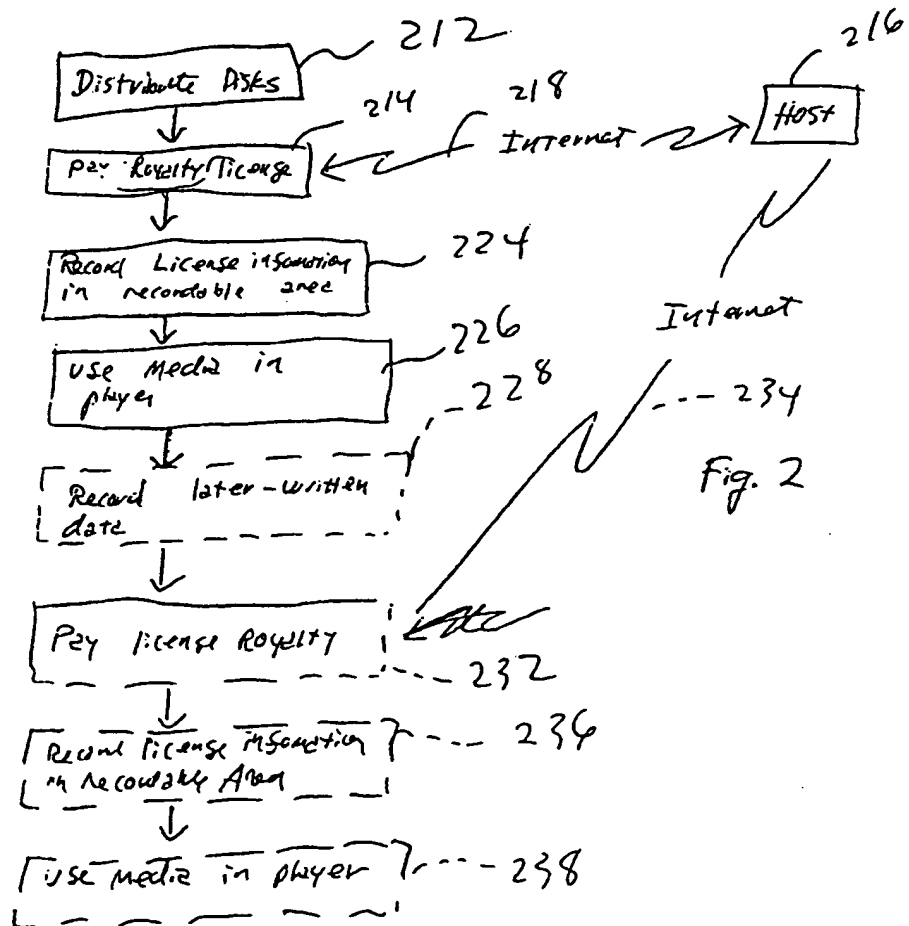 212
Distribute Disks
216
Host
214
218
Internet
Pay Royalty/license
224
Record License information
in recordable area
226
Use Media in
player
Internet
228
234
Record later-written
data
Fig. 2
Pay license Royalty
232
Record license information
in recordable Area
236
Use media in player
238